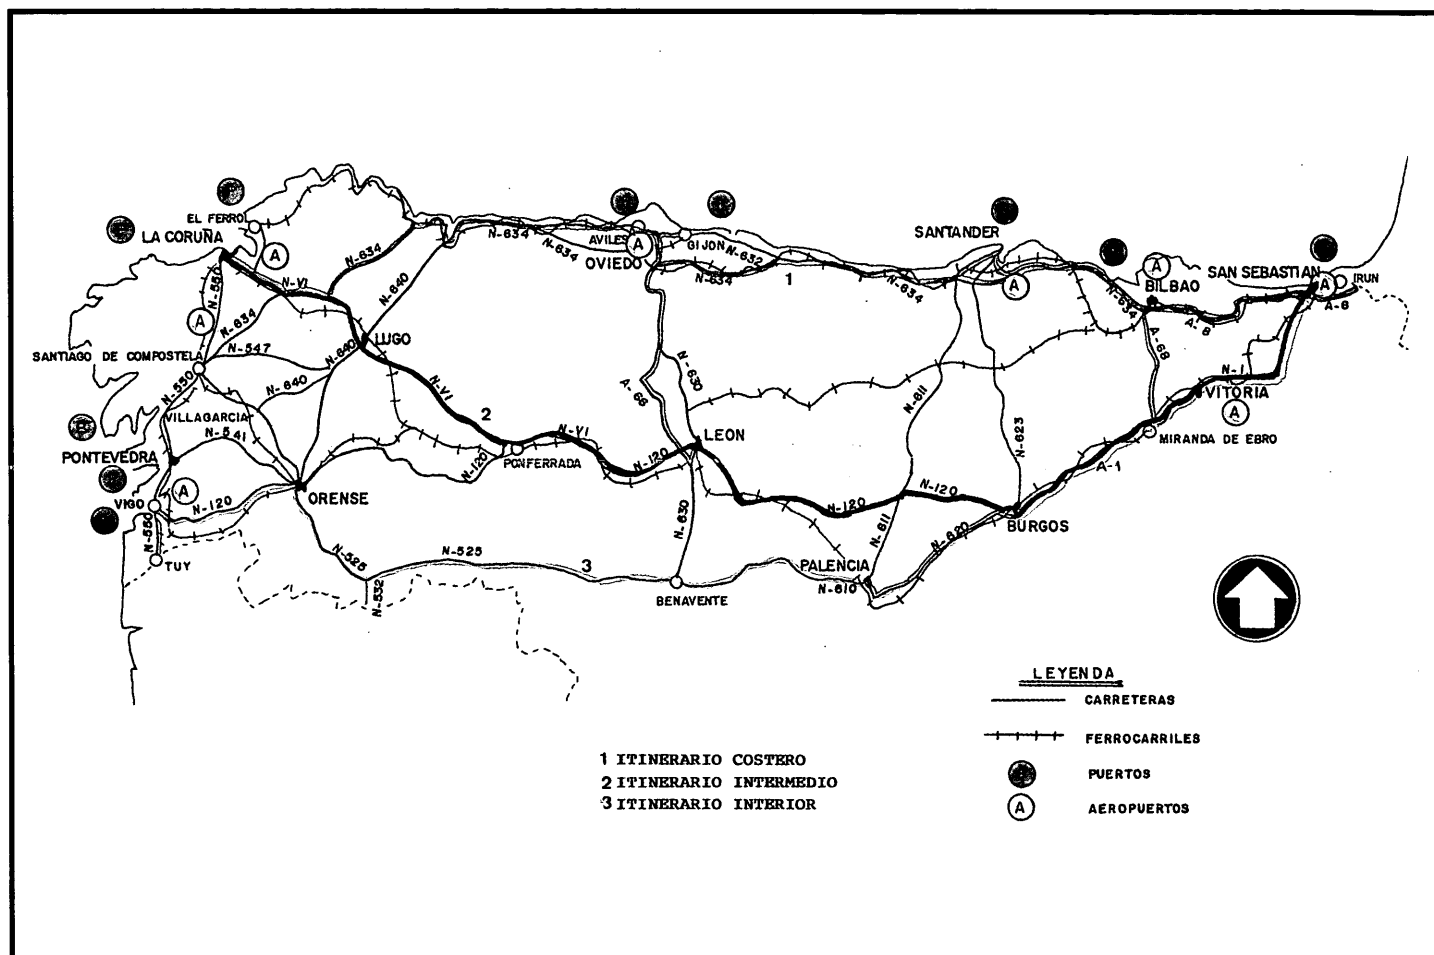 EL FERRO
LA CORUÑA
A
N-550
N-VI
N-634
N-640
N-634
N-634
AVILES
A
OVIEDO
GIJON
N-632
N-634
1
N-634
SANTANDER
A
A
BILBAO
N-634
A-8
SAN SEBASTIAN
A
IRUN
A-8
A
N-634
SANTIAGO DE COMPOSTELA
N-547
N-640
LUGO
N-640
N-550
VILLAGARCIA
N-541
PONTEVEDRA
VIGO
A
N-120
N-550
TUY
ORENSE
N-VI
2
N-VI
N-120
PONFERRADA
N-120
A-66
N-630
LEON
N-630
N-120
N-611
N-120
N-623
N-611
BURGOS
N-620
A-68
N-1
VITORIA
A
MIRANDA DE EBRO
A-1
N-525
N-525
N-532
3
BENAVENTE
PALENCIA
N-610
LEYENDA
CARRETERAS
FERROCARRILES
PUERTOS
A AEROPUERTOS
1 ITINERARIO COSTERO
2 ITINERARIO INTERMEDIO
3 ITINERARIO INTERIOR